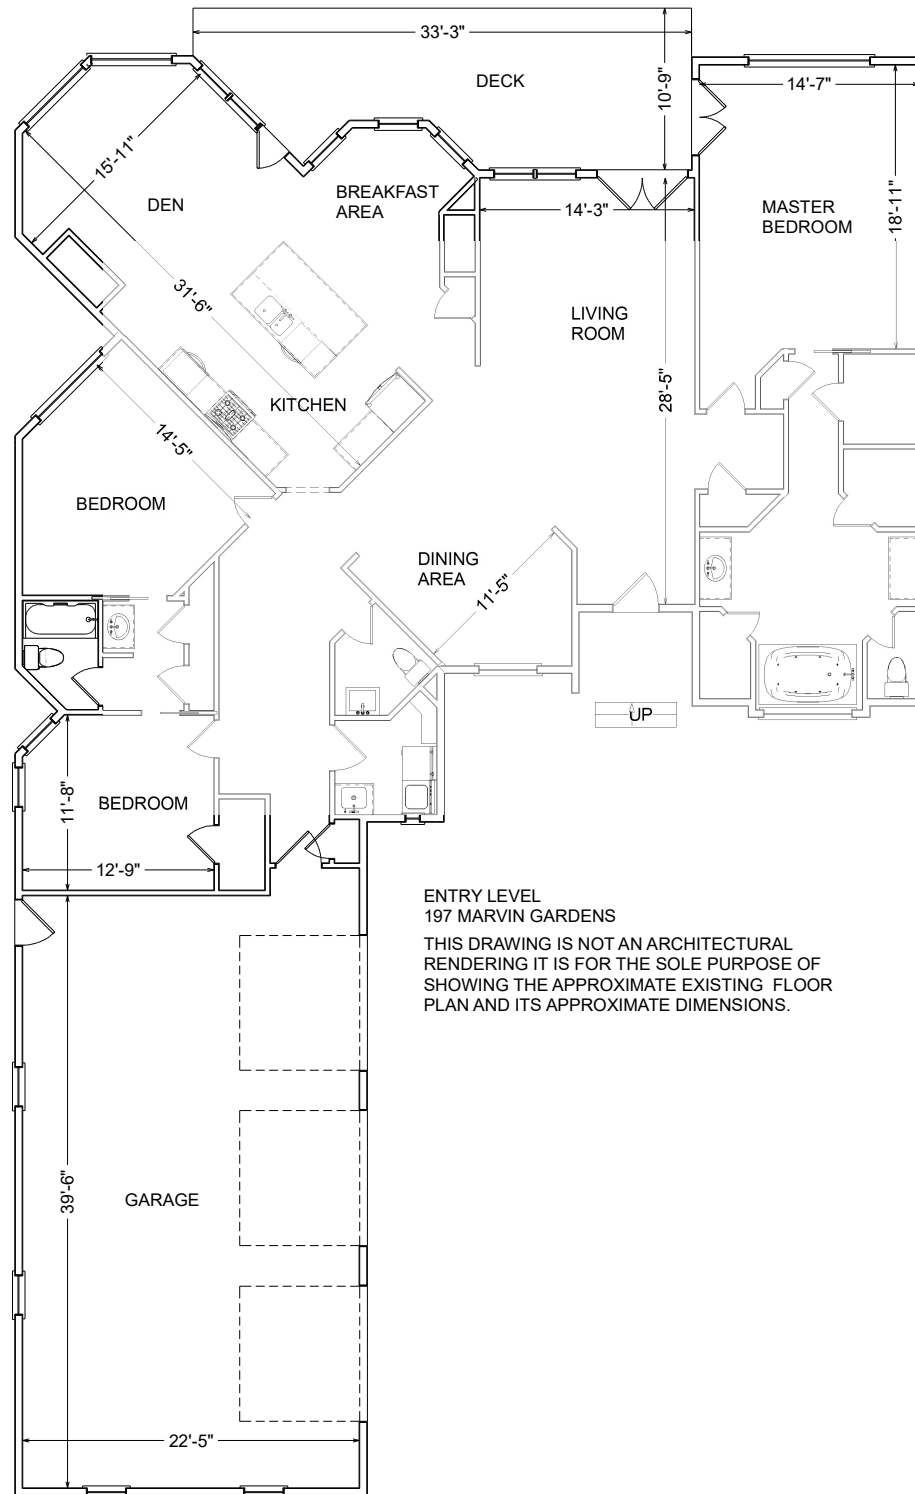 33'-3"
DECK
10'-9"
14'-7"
15'-11"
DEN
BREAKFAST
AREA
14'-3"
MASTER
BEDROOM
18'-11"
31'-6"
LIVING
ROOM
28'-5"
KITCHEN
14'-5"
BEDROOM
DINING
AREA
11'-5"
UP
BEDROOM
11'-8"
12'-9"
ENTRY LEVEL
197 MARVIN GARDENS
THIS DRAWING IS NOT AN ARCHITECTURAL
RENDERING IT IS FOR THE SOLE PURPOSE OF
SHOWING THE APPROXIMATE EXISTING FLOOR
PLAN AND ITS APPROXIMATE DIMENSIONS.
39'-6"
GARAGE
22'-5"